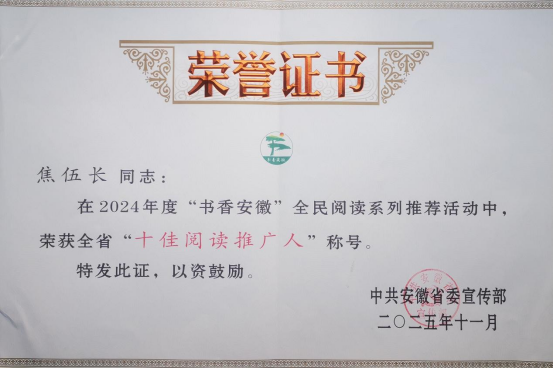 荣誉证书
焦伍长 同志：
在2024年度“书香安徽”全民阅读系列推荐活动中，
荣获全省“十佳阅读推广人”称号。
特发此证，以资鼓励。
中共安徽省委宣传部
二〇二五年十一月